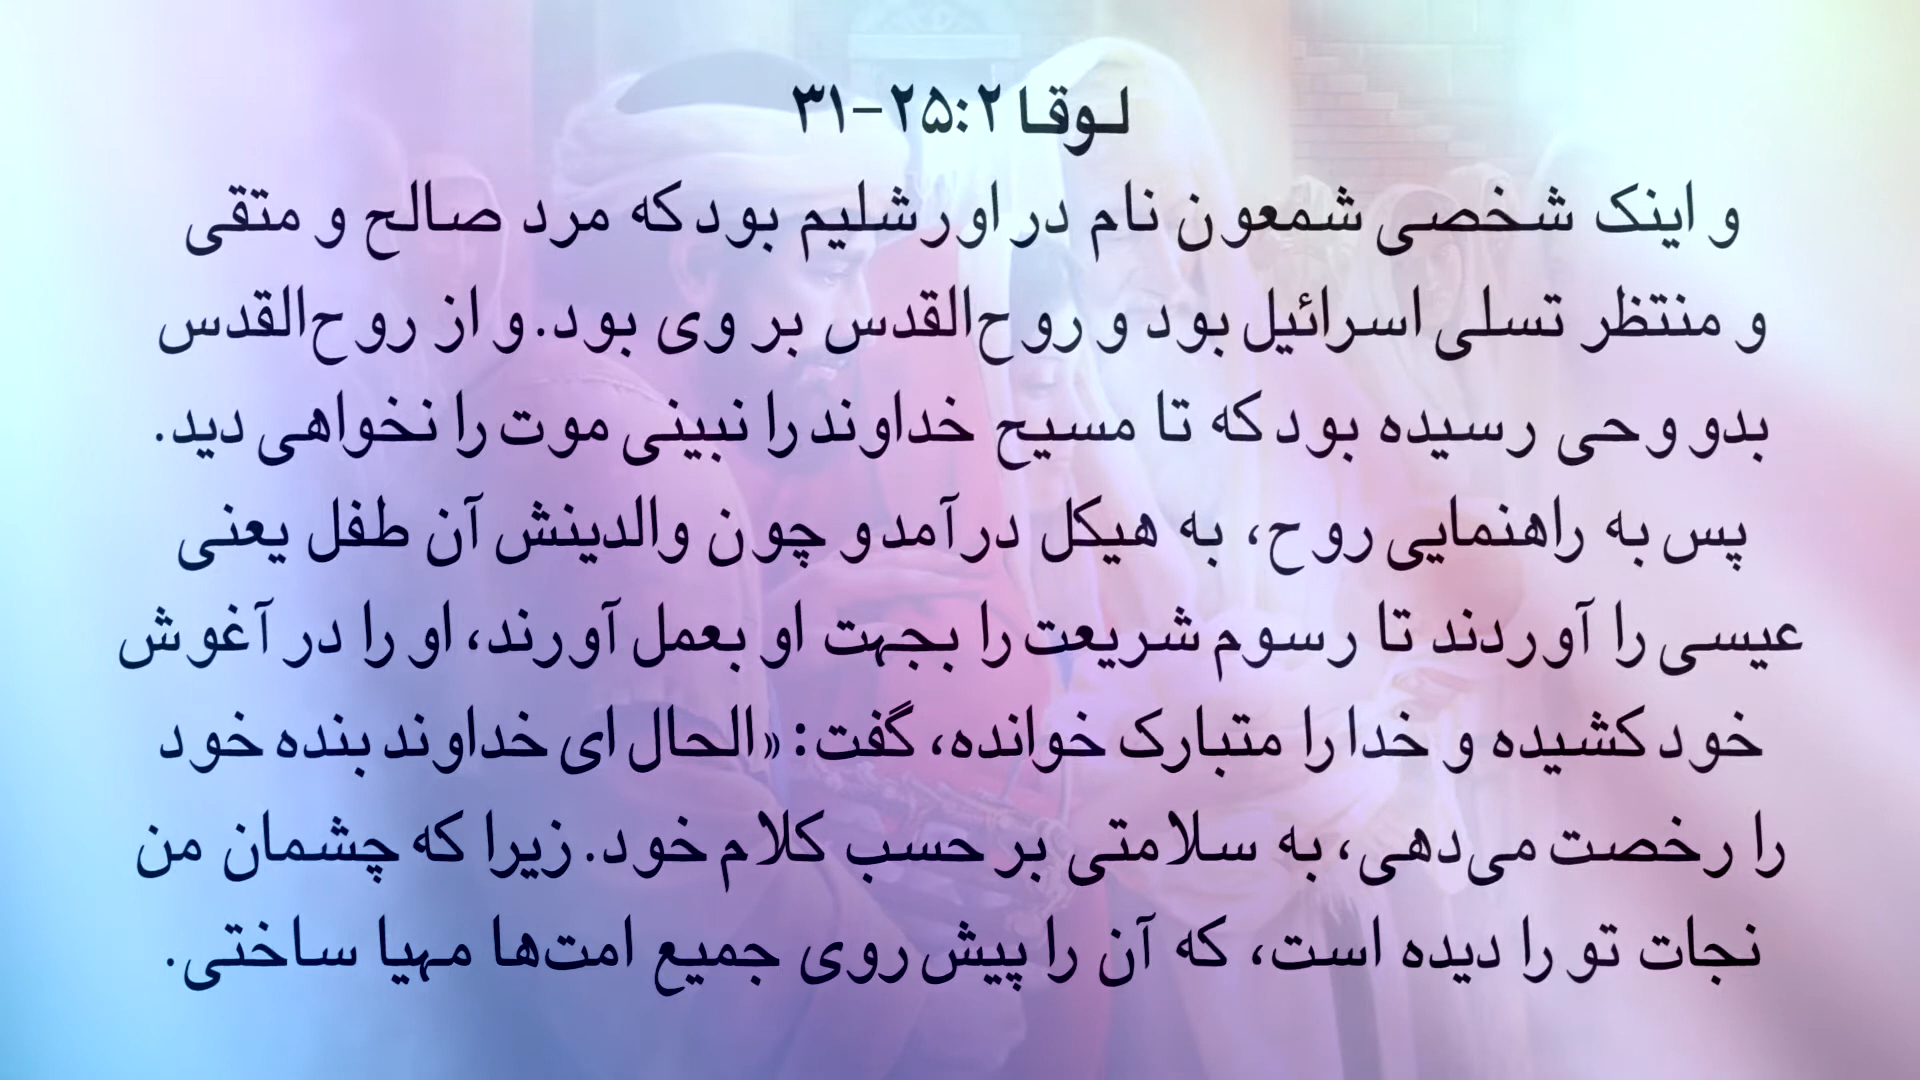 لوقا ۲۵:۲-۳۱
و اینک شخصی شمعون نام در اورشلیم بود که مرد صالح و متقی
و منتظر تسلی اسرائیل بود و روح‌القدس بر وی بود. و از روح‌القدس
بدو وحی رسیده بود که تا مسیح خداوند را نبینی موت را نخواهی دید.
پس به راهنمایی روح، به هیکل درآمد و چون والدینش آن طفل یعنی
عیسی را آوردند تا رسوم شریعت را بجهت او بعمل آورند، او را در آغوش
خود کشیده و خدا را متبارک خوانده، گفت: «الحال ای خداوند بنده خود
را رخصت می‌دهی، به سلامتی بر حسب کلام خود. زیرا که چشمان من
نجات تو را دیده است، که آن را پیش روی جمیع امت‌ها مهیا ساختی.